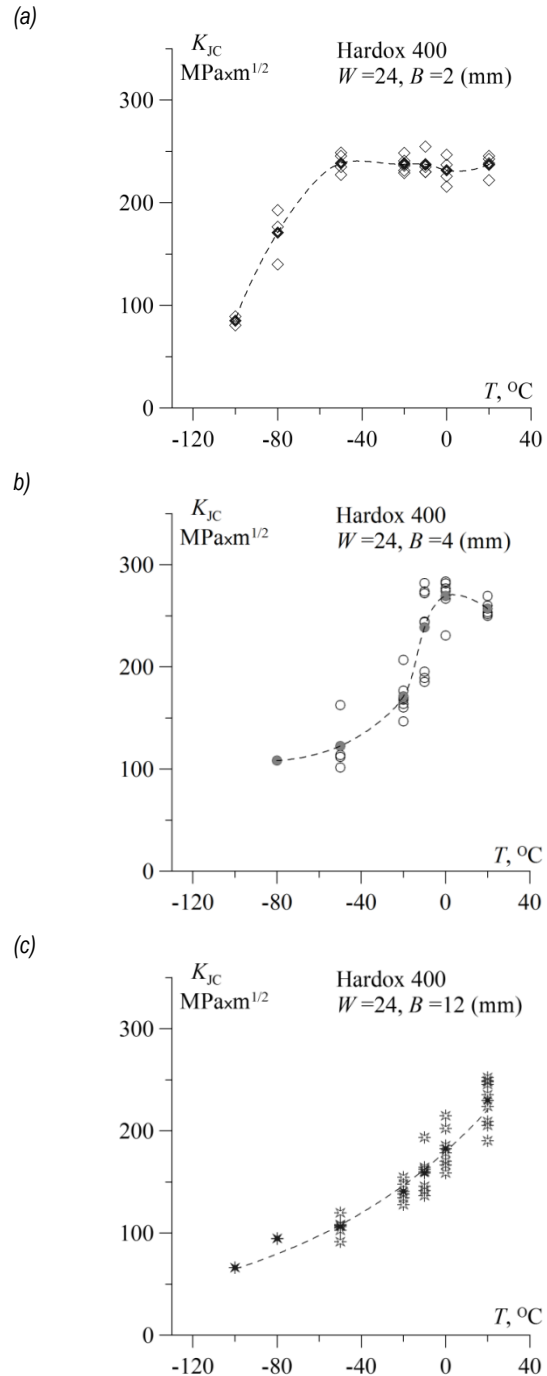 (a)
K_JC
MPa×m^1/2
Hardox 400
W =24, B =2 (mm)
300
200
100
0
T, °C
-120 -80 -40 0 40
b)
K_JC
MPa×m^1/2
Hardox 400
W =24, B =4 (mm)
300
200
100
0
T, °C
-120 -80 -40 0 40
(c)
K_JC
MPa×m^1/2
Hardox 400
W =24, B =12 (mm)
300
200
100
0
T, °C
-120 -80 -40 0 40